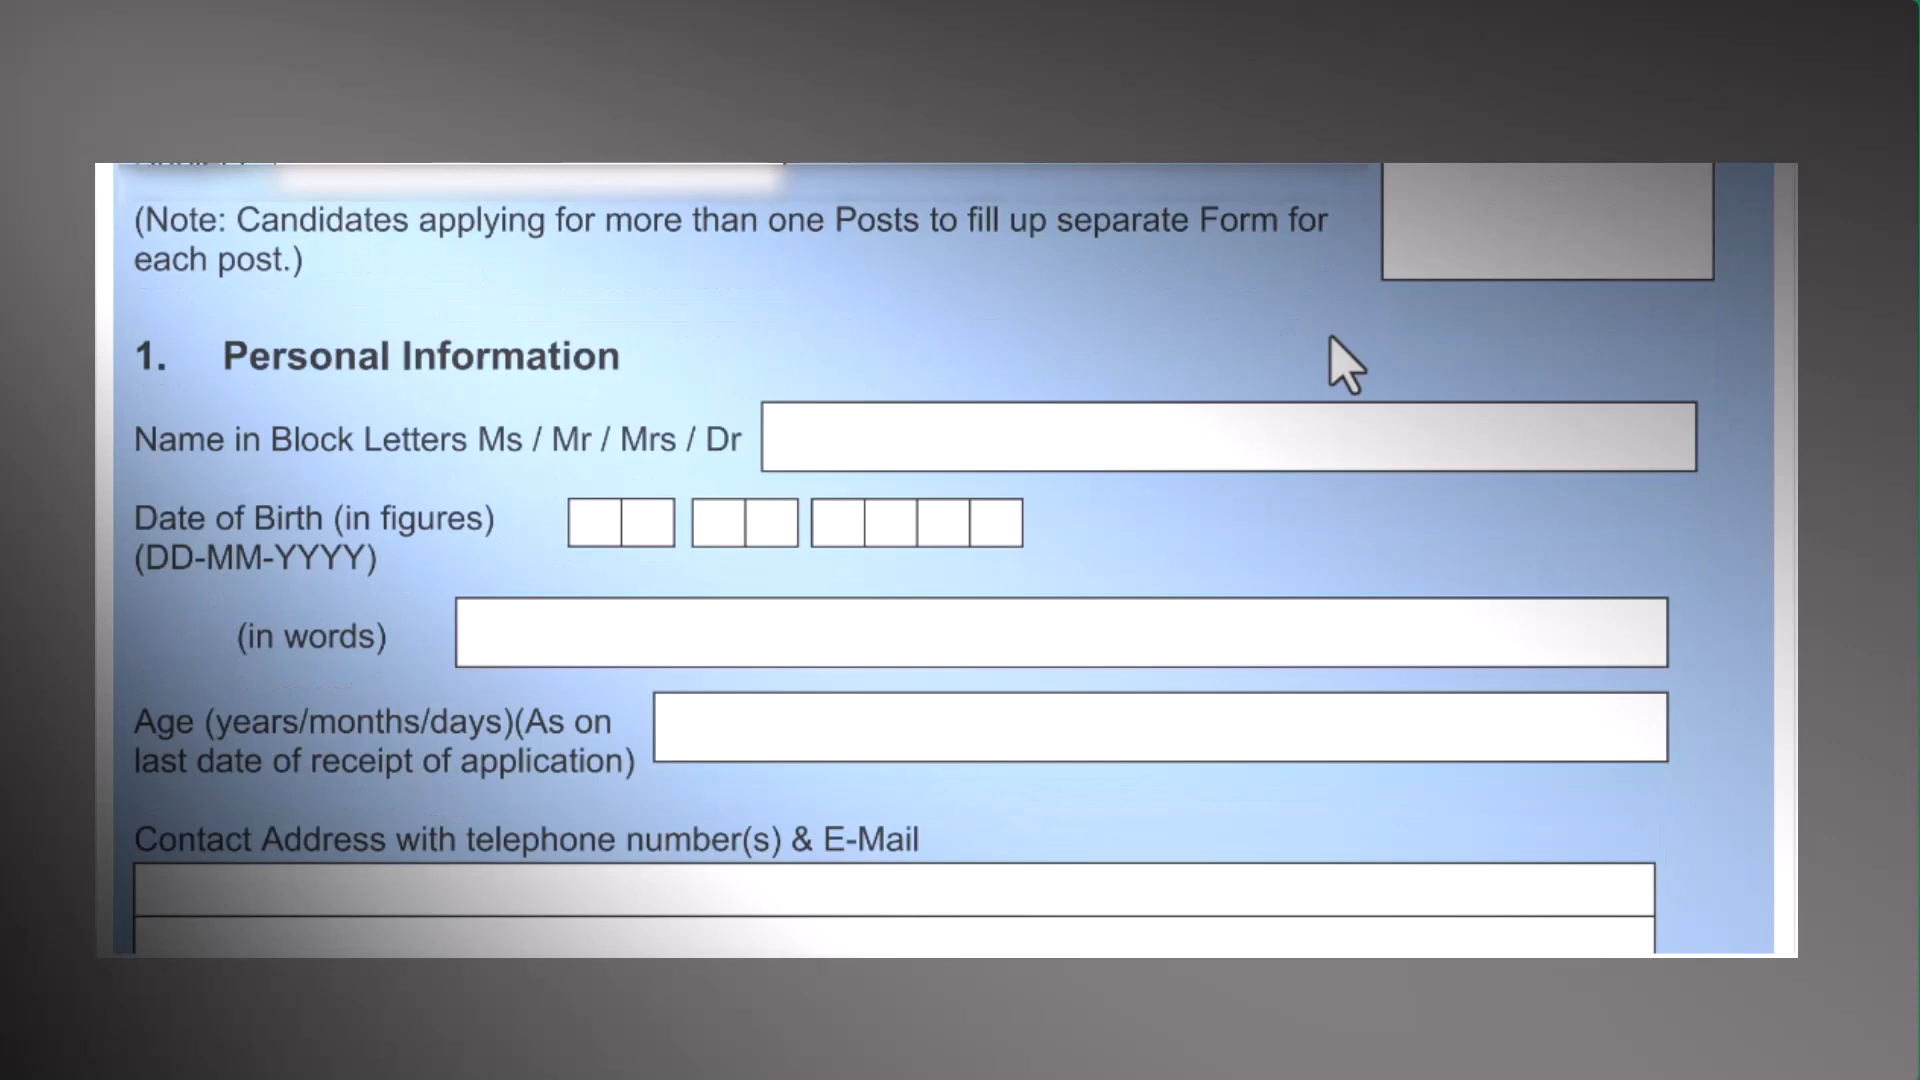 (Note: Candidates applying for more than one Posts to fill up separate Form for
each post.)
1. Personal Information
Name in Block Letters Ms / Mr / Mrs / Dr
Date of Birth (in figures)
(DD-MM-YYYY)
(in words)
Age (years/months/days)(As on
last date of receipt of application)
Contact Address with telephone number(s) & E-Mail